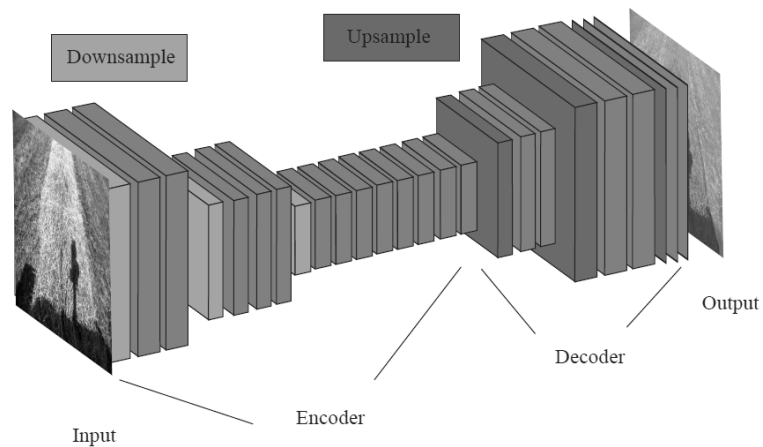 Downsample
Upsample
Output
Decoder
Encoder
Input